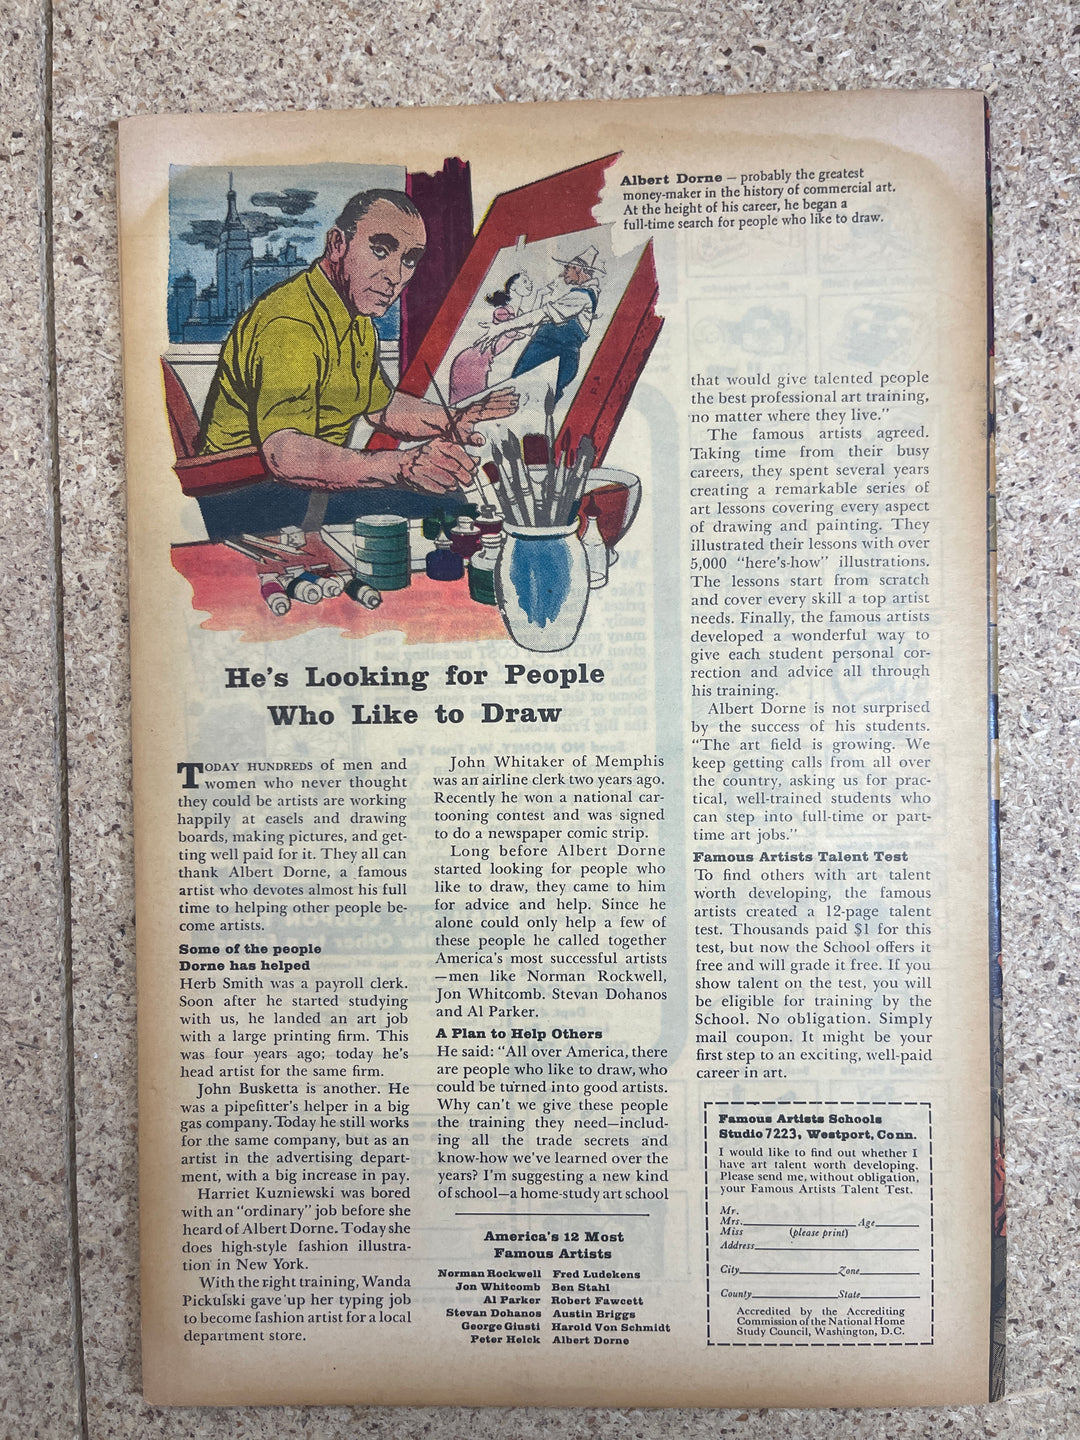 Albert Dorne — probably the greatest
money-maker in the history of commercial art.
At the height of his career, he began a
full-time search for people who like to draw.
He's Looking for People
Who Like to Draw
TODAY HUNDREDS of men and
women who never thought
they could be artists are working
happily at easels and drawing
boards, making pictures, and get-
ting well paid for it. They all can
thank Albert Dorne, a famous
artist who devotes almost his full
time to helping other people be-
come artists.
Some of the people
Dorne has helped
Herb Smith was a payroll clerk.
Soon after he started studying
with us, he landed an art job
with a large printing firm. This
was four years ago; today he's
head artist for the same firm.
John Busketta is another. He
was a pipefitter's helper in a big
gas company. Today he still works
for the same company, but as an
artist in the advertising depart-
ment, with a big increase in pay.
Harriet Kuzniewski was bored
with an "ordinary" job before she
heard of Albert Dorne. Today she
does high-style fashion illustra-
tion in New York.
With the right training, Wanda
Pickulski gave up her typing job
to become fashion artist for a local
department store.
John Whitaker of Memphis
was an airline clerk two years ago.
Recently he won a national car-
tooning contest and was signed
to do a newspaper comic strip.
Long before Albert Dorne
started looking for people who
like to draw, they came to him
for advice and help. Since he
alone could only help a few of
these people he called together
America's most successful artists
—men like Norman Rockwell,
Jon Whitcomb. Stevan Dohanos
and Al Parker.
A Plan to Help Others
He said: "All over America, there
are people who like to draw, who
could be turned into good artists.
Why can't we give these people
the training they need—includ-
ing all the trade secrets and
know-how we've learned over the
years? I'm suggesting a new kind
of school—a home-study art school
America's 12 Most
Famous Artists
Norman Rockwell Fred Ludekens
Jon Whitcomb Ben Stahl
Al Parker Robert Fawcett
Stevan Dohanos Austin Briggs
George Giusti Harold Von Schmidt
Peter Helck Albert Dorne
that would give talented people
the best professional art training,
no matter where they live."
The famous artists agreed.
Taking time from their busy
careers, they spent several years
creating a remarkable series of
art lessons covering every aspect
of drawing and painting. They
illustrated their lessons with over
5,000 "here's-how" illustrations.
The lessons start from scratch
and cover every skill a top artist
needs. Finally, the famous artists
developed a wonderful way to
give each student personal cor-
rection and advice all through
his training.
Albert Dorne is not surprised
by the success of his students.
"The art field is growing. We
keep getting calls from all over
the country, asking us for prac-
tical, well-trained students who
can step into full-time or part-
time art jobs."
Famous Artists Talent Test
To find others with art talent
worth developing, the famous
artists created a 12-page talent
test. Thousands paid $1 for this
test, but now the School offers it
free and will grade it free. If you
show talent on the test, you will
be eligible for training by the
School. No obligation. Simply
mail coupon. It might be your
first step to an exciting, well-paid
career in art.
Famous Artists Schools
Studio 7223, Westport, Conn.
I would like to find out whether I
have art talent worth developing.
Please send me, without obligation,
your Famous Artists Talent Test.
Mr.
Mrs. Age
Miss (please print)
Address
City Zone
County State
Accredited by the Accrediting
Commission of the National Home
Study Council, Washington, D.C.